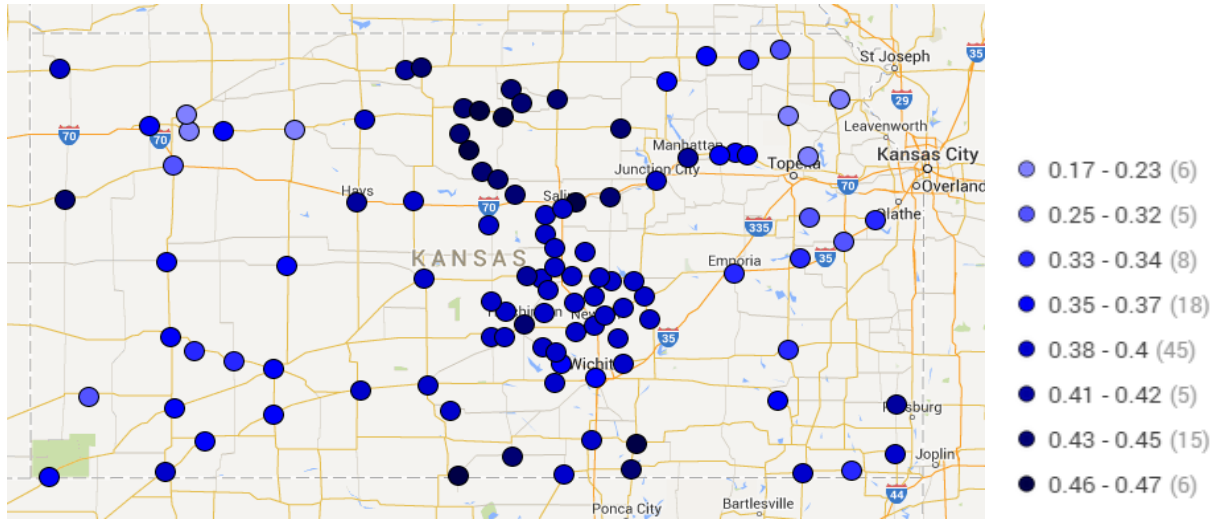 35
St Joseph
29
70
70
Leavenworth
Manhattan
Kansas City
Topeka
Junction City
70
Overland
Hays
Salina
70
Olathe
335
KANSAS
35
Emporia
Hutchinson
Newton
35
Wichita
Pittsburg
Joplin
44
Ponca City
Bartlesville
0.17 - 0.23 (6)
0.25 - 0.32 (5)
0.33 - 0.34 (8)
0.35 - 0.37 (18)
0.38 - 0.4 (45)
0.41 - 0.42 (5)
0.43 - 0.45 (15)
0.46 - 0.47 (6)